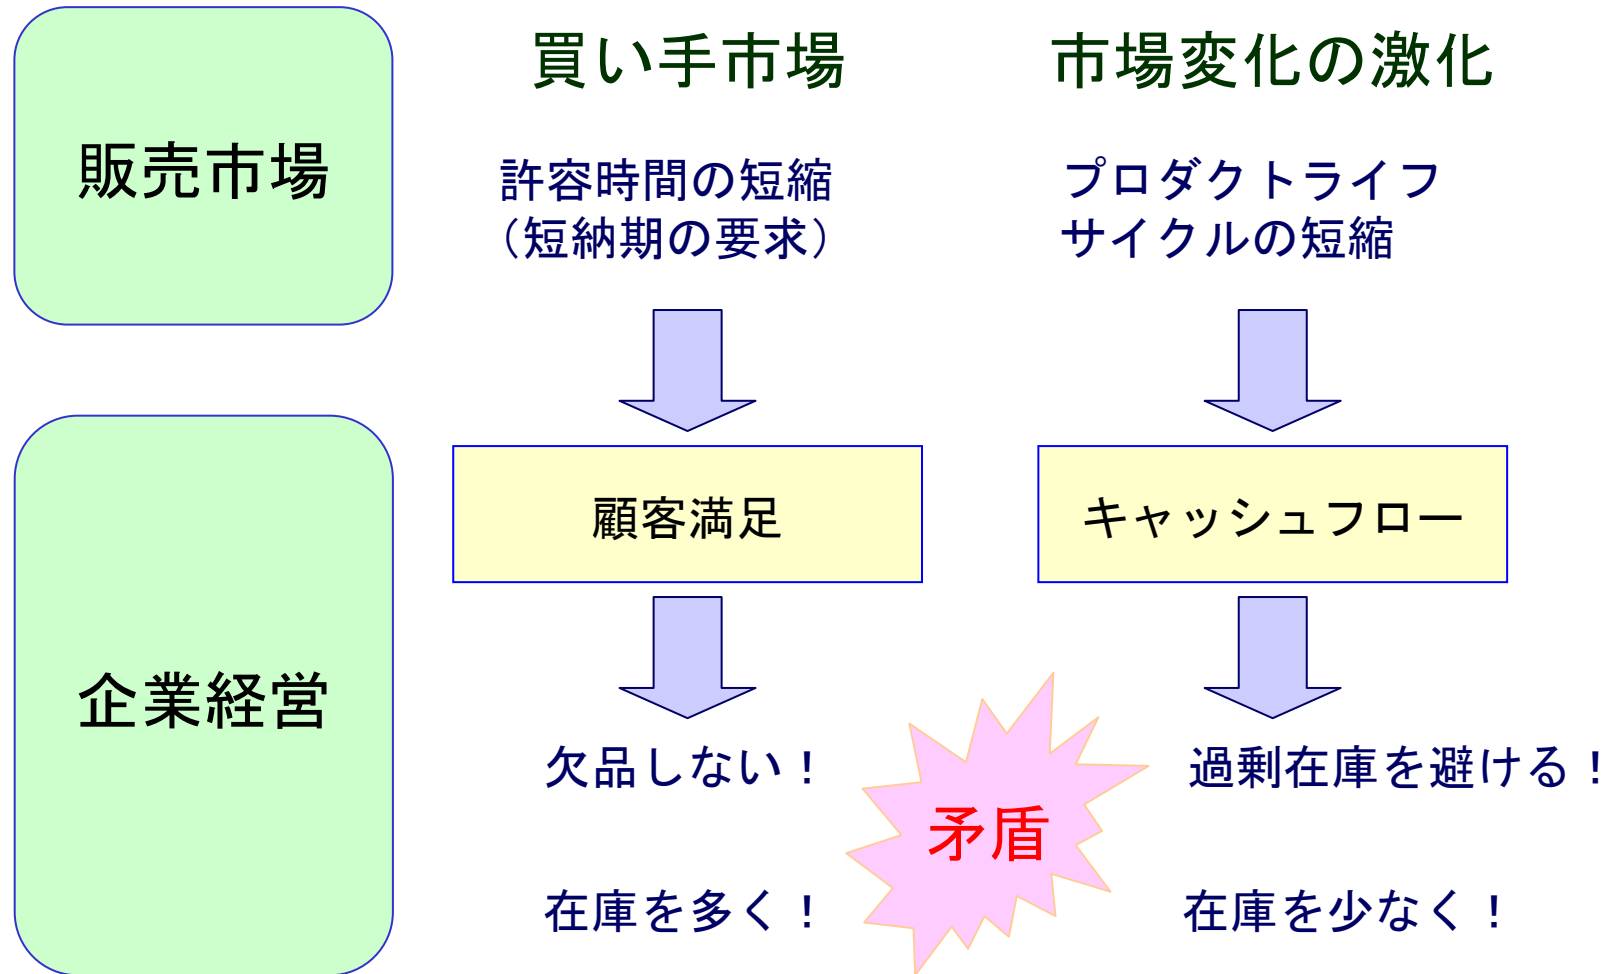 販売市場
買い手市場
許容時間の短縮
（短納期の要求）
市場変化の激化
プロダクトライフ
サイクルの短縮
企業経営
顧客満足
キャッシュフロー
欠品しない！
在庫を多く！
矛盾
過剰在庫を避ける！
在庫を少なく！